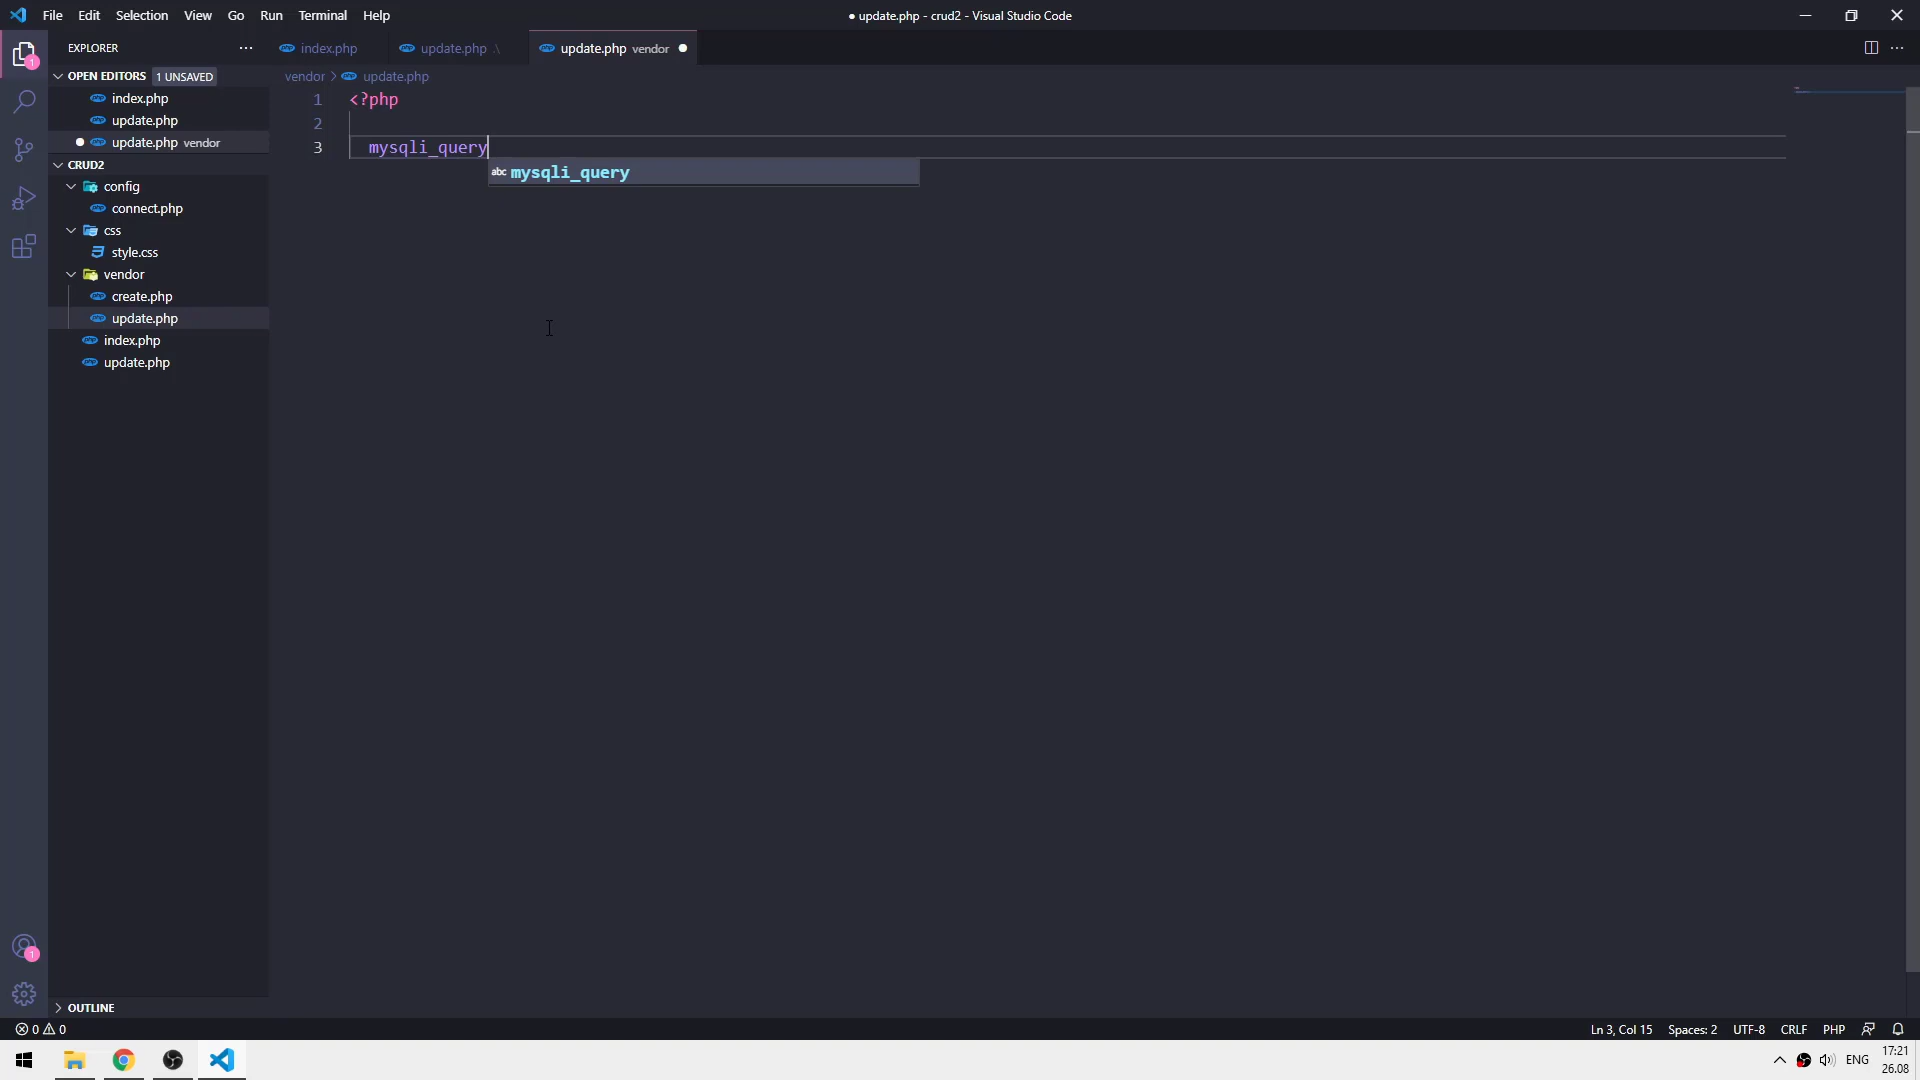 File Edit Selection View Go Run Terminal Help
● update.php - crud2 - Visual Studio Code
EXPLORER
index.php
update.php .\
update.php vendor
OPEN EDITORS 1 UNSAVED
index.php
update.php
update.php vendor
CRUD2
config
connect.php
css
style.css
vendor
create.php
update.php
index.php
update.php
OUTLINE
vendor > update.php
1 <?php
2
3 mysqli_query
abc mysqli_query
1
1
0 0
Ln 3, Col 15 Spaces: 2 UTF-8 CRLF PHP
ENG
17:21
26.08